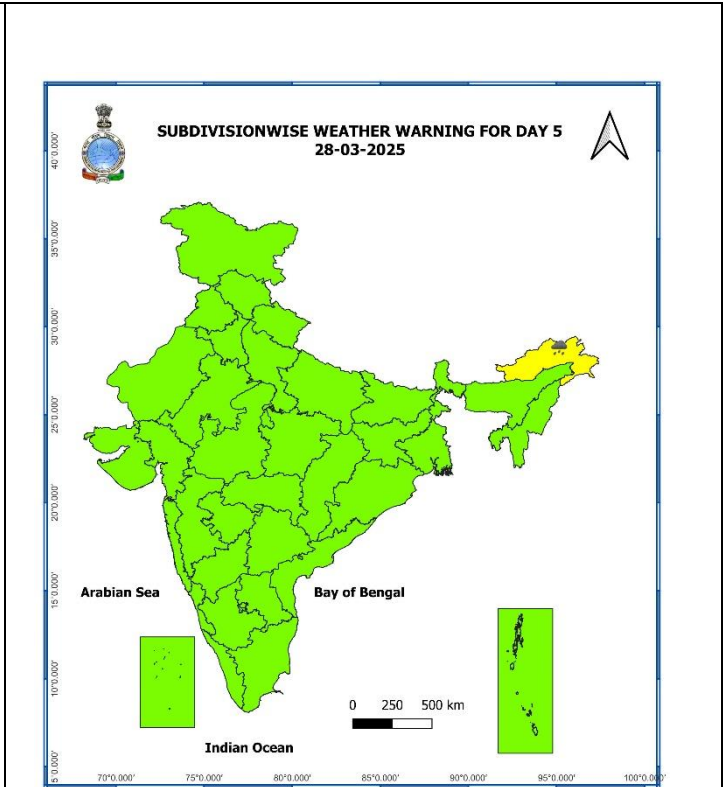 SUBDIVISIONWISE WEATHER WARNING FOR DAY 5
28-03-2025
40°0.000'
35°0.000'
30°0.000'
25°0.000'
20°0.000'
15°0.000'
10°0.000'
5°0.000'
Arabian Sea
Bay of Bengal
0 250 500 km
Indian Ocean
70°0.000' 75°0.000' 80°0.000' 85°0.000' 90°0.000' 95°0.000' 100°0.000'